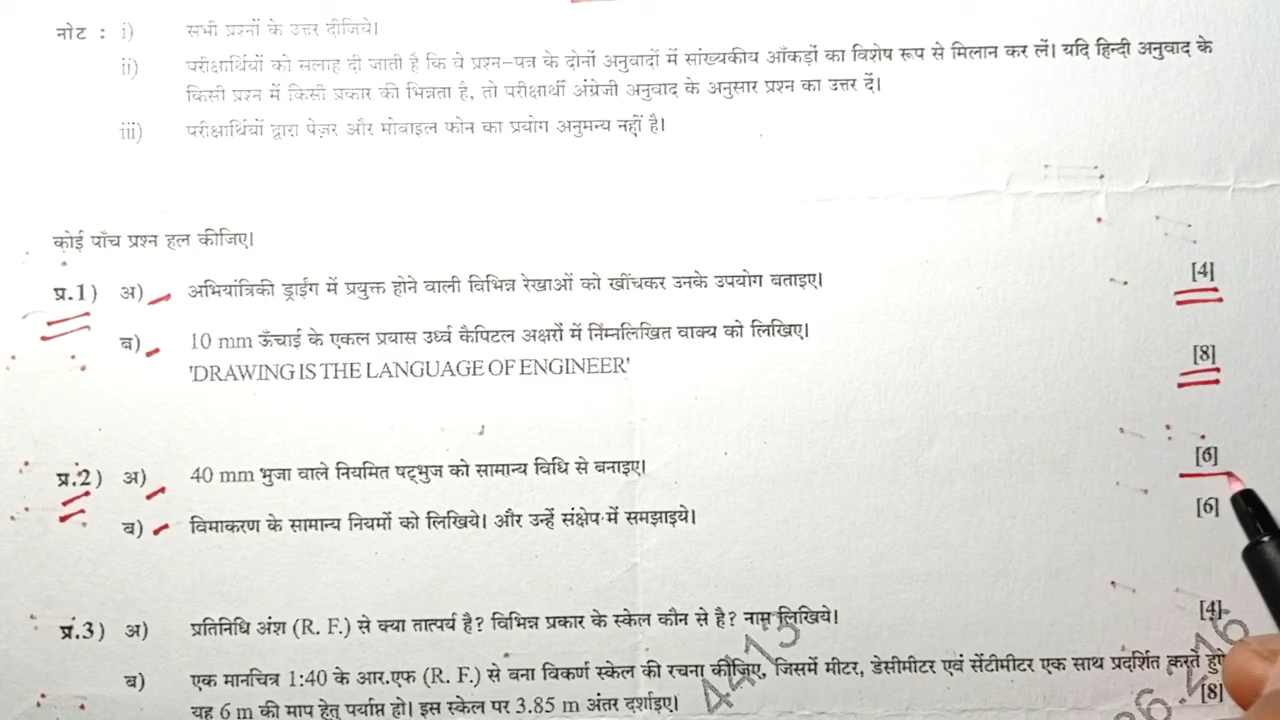 नोट : i) सभी प्रश्नों के उत्तर दीजिये।
ii) परीक्षार्थियों को सलाह दी जाती है कि वे प्रश्न-पत्र के दोनों अनुवादों में सांख्यकीय आँकड़ों का विशेष रूप से मिलान कर लें। यदि हिन्दी अनुवाद के
किसी प्रश्न में किसी प्रकार की भिन्नता है, तो परीक्षार्थी अंग्रेजी अनुवाद के अनुसार प्रश्न का उत्तर दें।
iii) परीक्षार्थियों द्वारा पेज़र और मोवाइल फोन का प्रयोग अनुमन्य नहीं है।
कोई पाँच प्रश्न हल कीजिए।
प्र.1) अ) अभियांत्रिकी ड्राईंग में प्रयुक्त होने वाली विभिन्न रेखाओं को खींचकर उनके उपयोग बताइए। [4]
ब) 10 mm ऊँचाई के एकल प्रयास उर्ध्व कैपिटल अक्षरों में निम्नलिखित वाक्य को लिखिए।
'DRAWING IS THE LANGUAGE OF ENGINEER' [8]
प्र.2) अ) 40 mm भुजा वाले नियमित षट्भुज को सामान्य विधि से बनाइए। [6]
ब) विमाकरण के सामान्य नियमों को लिखिये। और उन्हें संक्षेप में समझाइये। [6]
प्र.3) अ) प्रतिनिधि अंश (R. F.) से क्या तात्पर्य है? विभिन्न प्रकार के स्केल कौन से है? नाम लिखिये। [4]
ब) एक मानचित्र 1:40 के आर.एफ (R. F.) से वना विकर्ण स्केल की रचना कीजिए, जिसमें मीटर, डेसीमीटर एवं सेंटीमीटर एक साथ प्रदर्शित करते हुए
यह 6 m की माप हेतु पर्याप्त हो। इस स्केल पर 3.85 m अंतर दर्शाइए। [8]